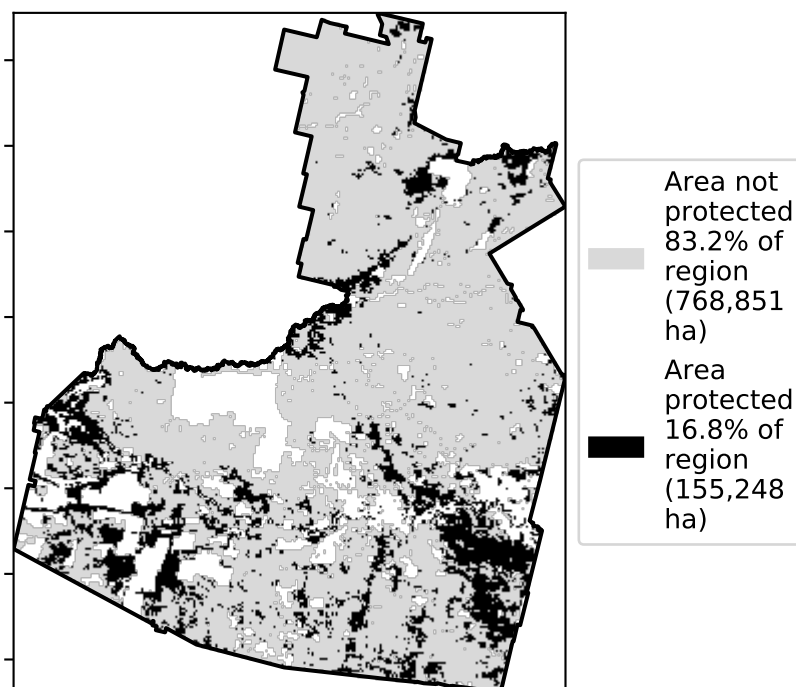 Area not
protected
83.2% of
region
(768,851
ha)
Area
protected
16.8% of
region
(155,248
ha)